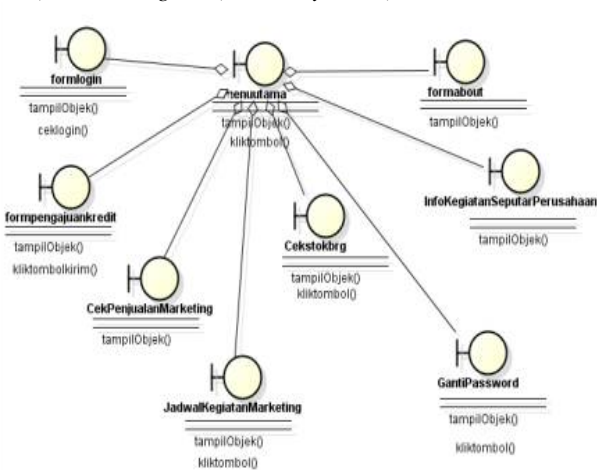 formlogin
tampilObjek()
ceklogin()
menuutama
tampilObjek()
kliktombol()
formabout
tampilObjek()
InfoKegiatanSeputarPerusahaan
tampilObjek()
formpengajuankredit
tampilObjek()
kliktombolkirim()
Cekstokbrg
tampilObjek()
kliktombol()
CekPenjualanMarketing
tampilObjek()
GantiPassword
tampilObjek()
kliktombol()
JadwalKegiatanMarketing
tampilObjek()
kliktombol()